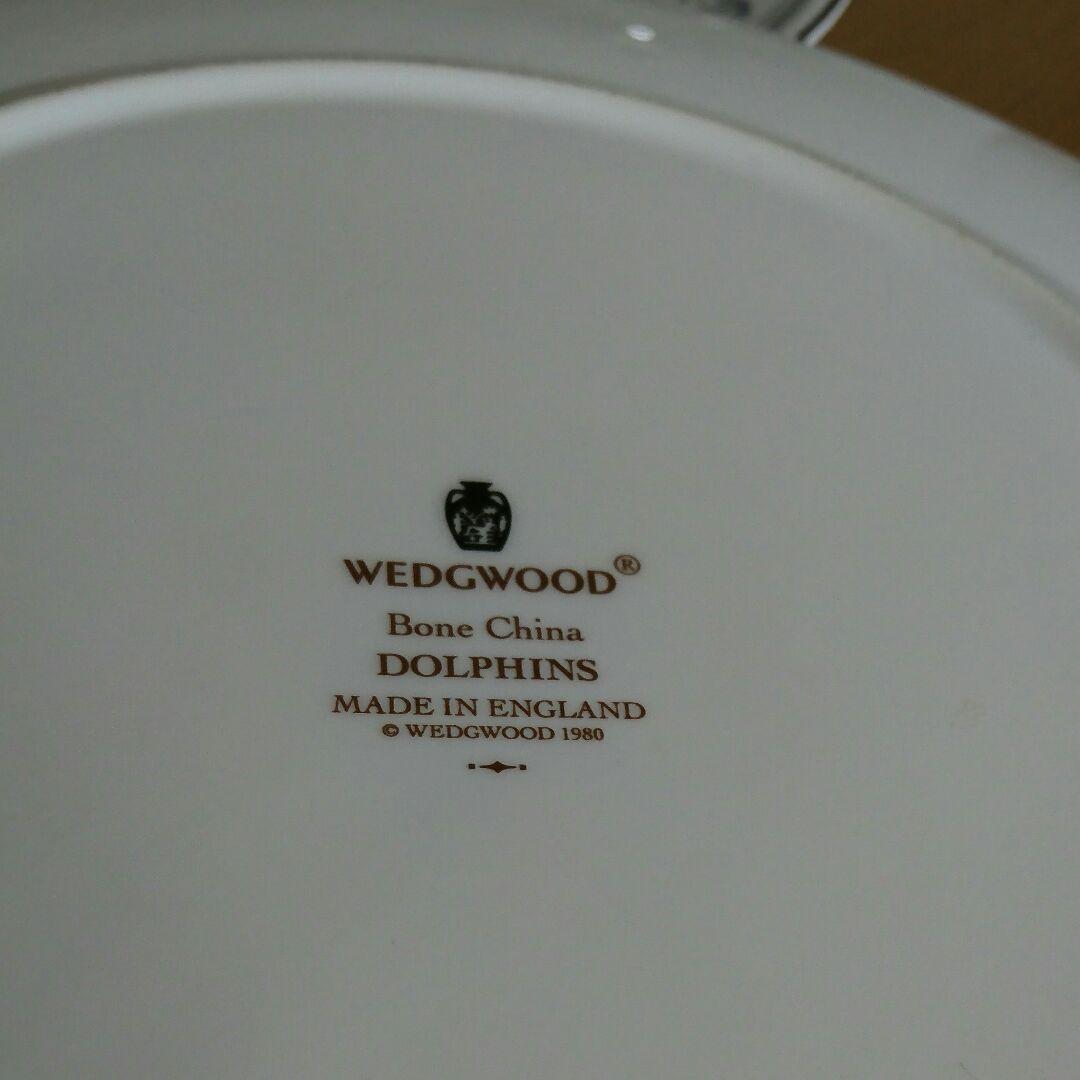 WEDGWOOD®
Bone China
DOLPHINS
MADE IN ENGLAND
© WEDGWOOD 1980